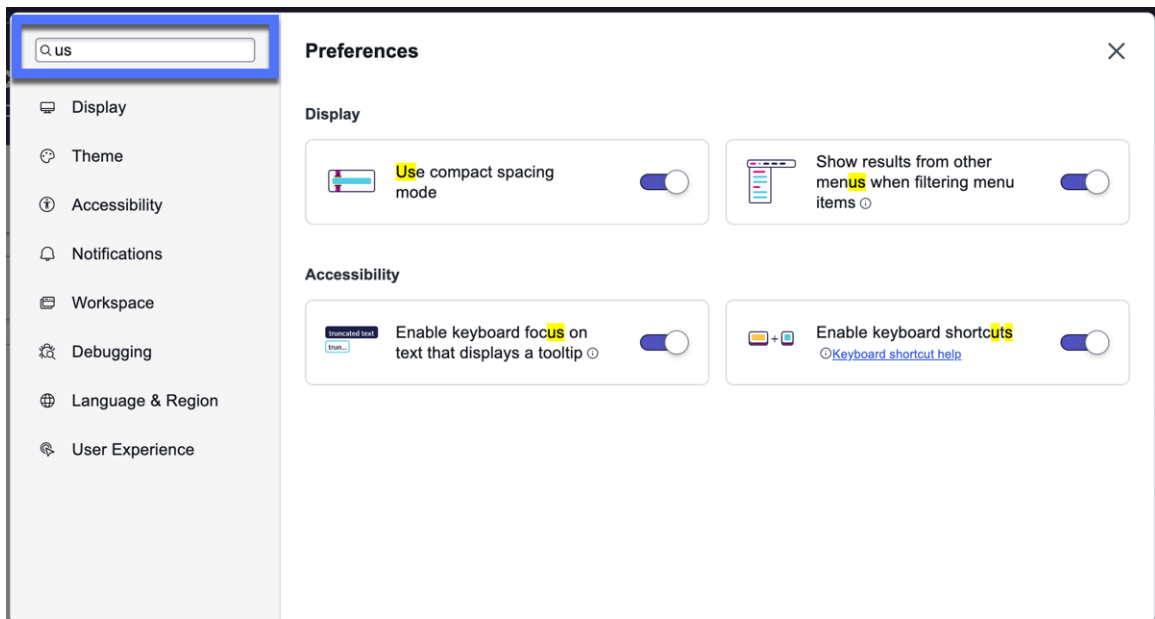 us
Display
Theme
Accessibility
Notifications
Workspace
Debugging
Language & Region
User Experience
Preferences
Display
Use compact spacing
mode
Show results from other
menus when filtering menu
items
Accessibility
truncated text
trun...
Enable keyboard focus on
text that displays a tooltip
Enable keyboard shortcuts
Keyboard shortcut help